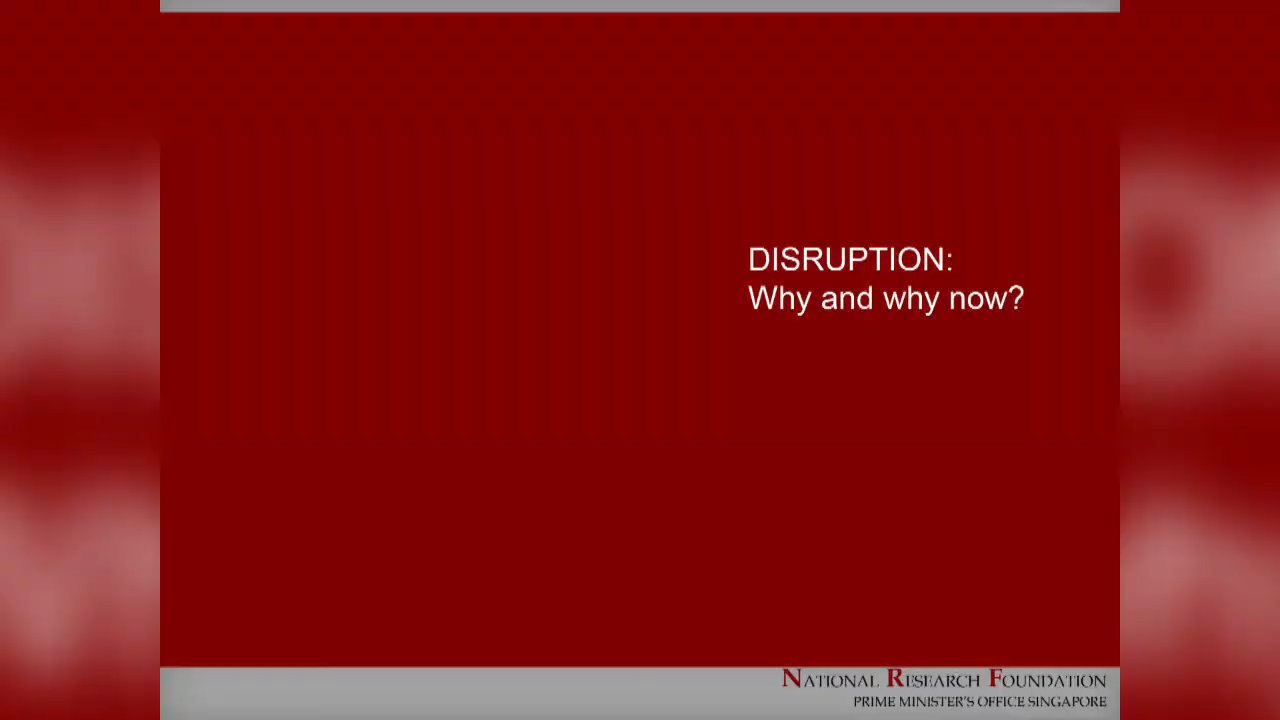 DISRUPTION:
Why and why now?
NATIONAL RESEARCH FOUNDATION
PRIME MINISTER'S OFFICE SINGAPORE